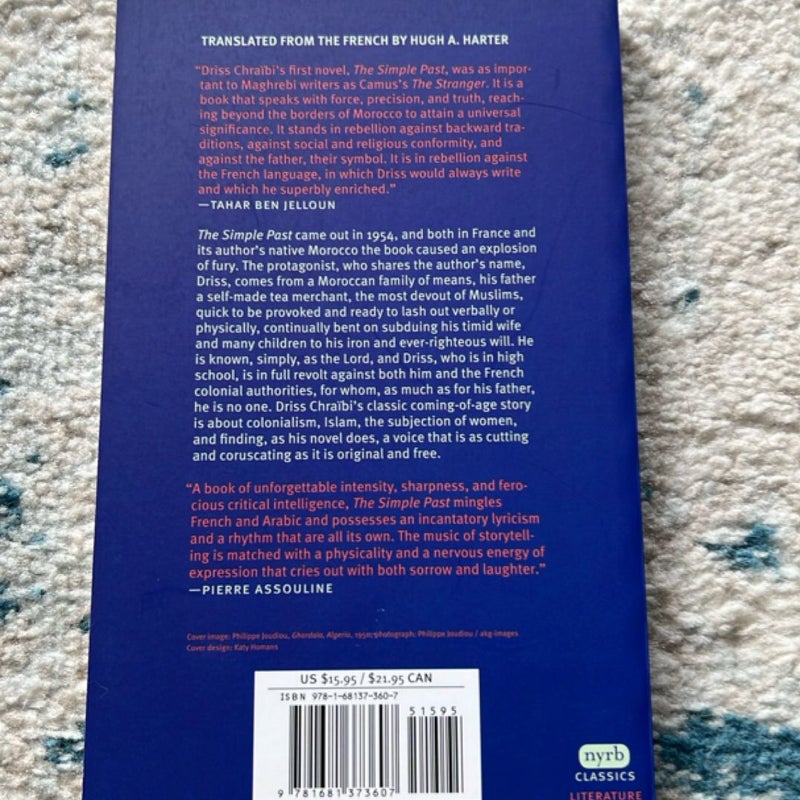 TRANSLATED FROM THE FRENCH BY HUGH A. HARTER
“Driss Chraïbi’s first novel, The Simple Past, was as impor-
tant to Maghrebi writers as Camus’s The Stranger. It is a
book that speaks with force, precision, and truth, reach-
ing beyond the borders of Morocco to attain a universal
significance. It stands in rebellion against backward tra-
ditions, against social and religious conformity, and
against the father, their symbol. It is in rebellion against
the French language, in which Driss would always write
and which he superbly enriched.”
—TAHAR BEN JELLOUN
The Simple Past came out in 1954, and both in France and
its author’s native Morocco the book caused an explosion
of fury. The protagonist, who shares the author’s name,
Driss, comes from a Moroccan family of means, his father
a self-made tea merchant, the most devout of Muslims,
quick to be provoked and ready to lash out verbally or
physically, continually bent on subduing his timid wife
and many children to his iron and ever-righteous will. He
is known, simply, as the Lord, and Driss, who is in high
school, is in full revolt against both him and the French
colonial authorities, for whom, as much as for his father,
he is no one. Driss Chraïbi’s classic coming-of-age story
is about colonialism, Islam, the subjection of women,
and finding, as his novel does, a voice that is as cutting
and coruscating as it is original and free.
“A book of unforgettable intensity, sharpness, and fero-
cious critical intelligence, The Simple Past mingles
French and Arabic and possesses an incantatory lyricism
and a rhythm that are all its own. The music of storytell-
ing is matched with a physicality and a nervous energy of
expression that cries out with both sorrow and laughter.”
—PIERRE ASSOULINE
Cover image: Philippe Joudiou, Ghardaia, Algeria, 1950; photograph: Philippe Joudiou / akg-images
Cover design: Katy Homans
US $15.95 / $21.95 CAN
ISBN 978-1-68137-360-7
51595
9 781681 373607
nyrb
CLASSICS
LITERATURE